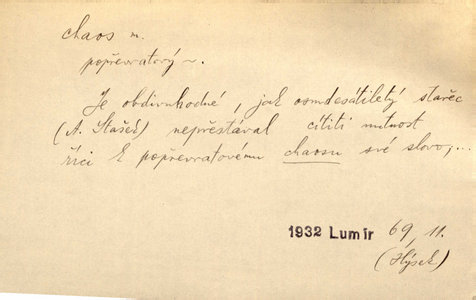 chaos m.
popřevratový ~.
Je obdivuhodné, jak osmdesátiletý stařec
(A. Stašek) nepřestával cítiti nutnost
říci k popřevratovému chaosu své slovo,...
1932 Lumír 69, 11.
(Hýsek)